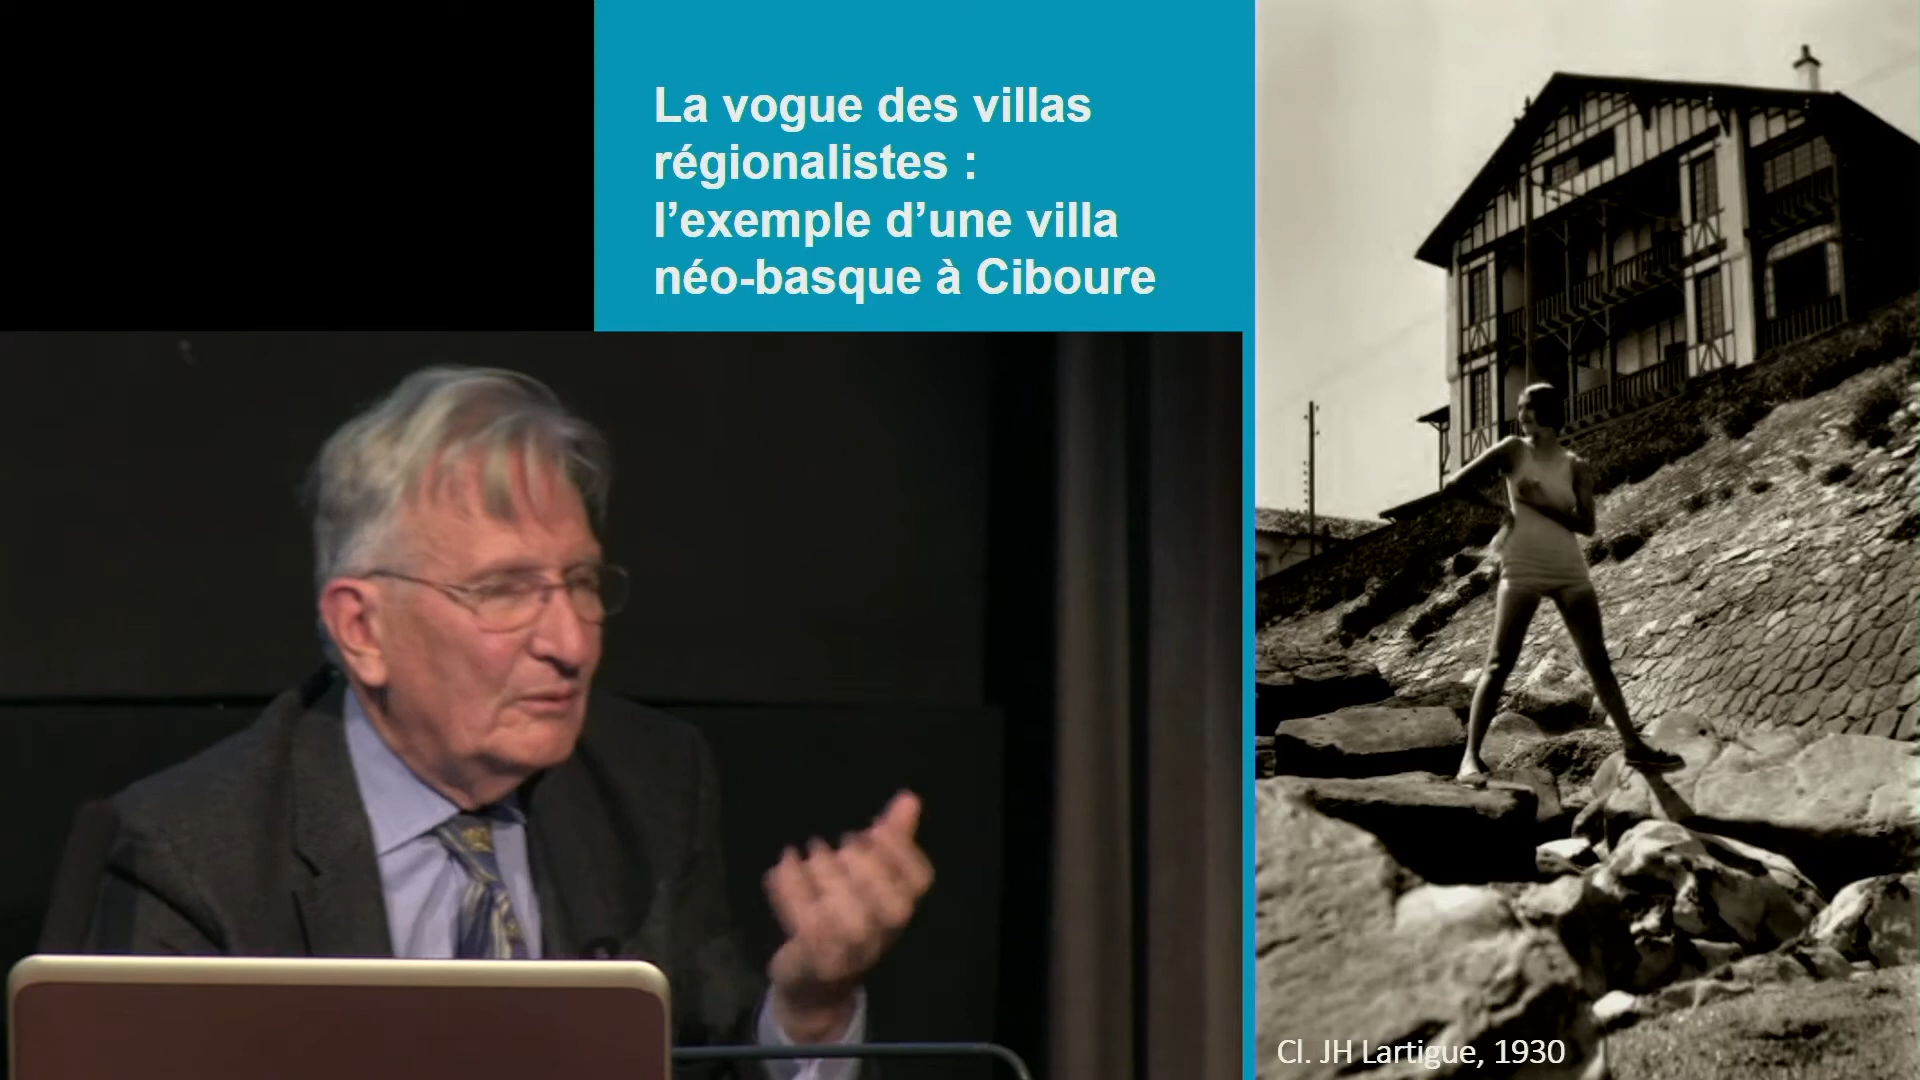 La vogue des villas
régionalistes :
l’exemple d’une villa
néo-basque à Ciboure
Cl. JH Lartigue, 1930